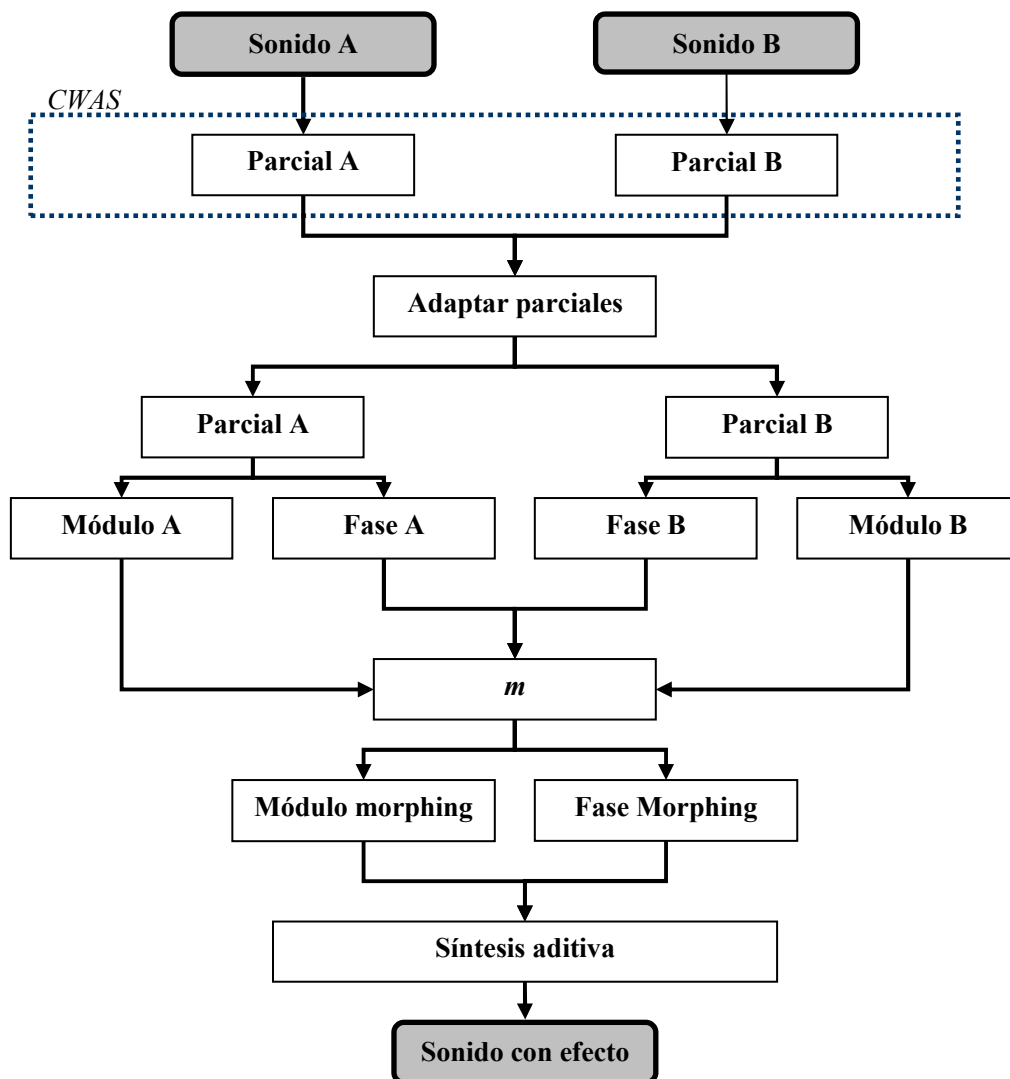 Sonido A
Sonido B
CWAS
Parcial A
Parcial B
Adaptar parciales
Parcial A
Parcial B
Módulo A
Fase A
Fase B
Módulo B
m
Módulo morphing
Fase Morphing
Síntesis aditiva
Sonido con efecto